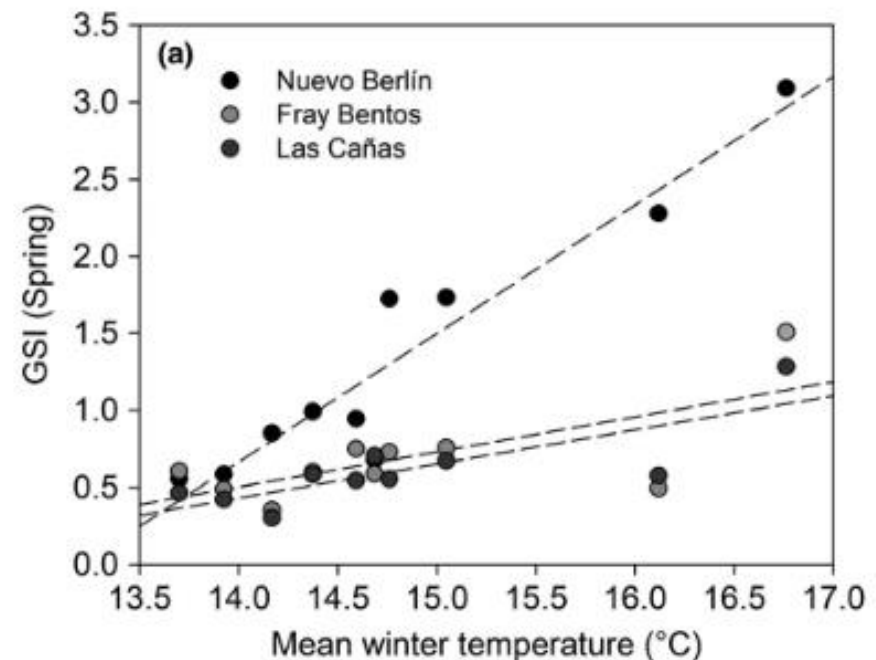 (a)
Nuevo Berlín
Fray Bentos
Las Cañas
3.5
3.0
2.5
2.0
1.5
1.0
0.5
0.0
GSI (Spring)
13.5 14.0 14.5 15.0 15.5 16.0 16.5 17.0
Mean winter temperature (°C)